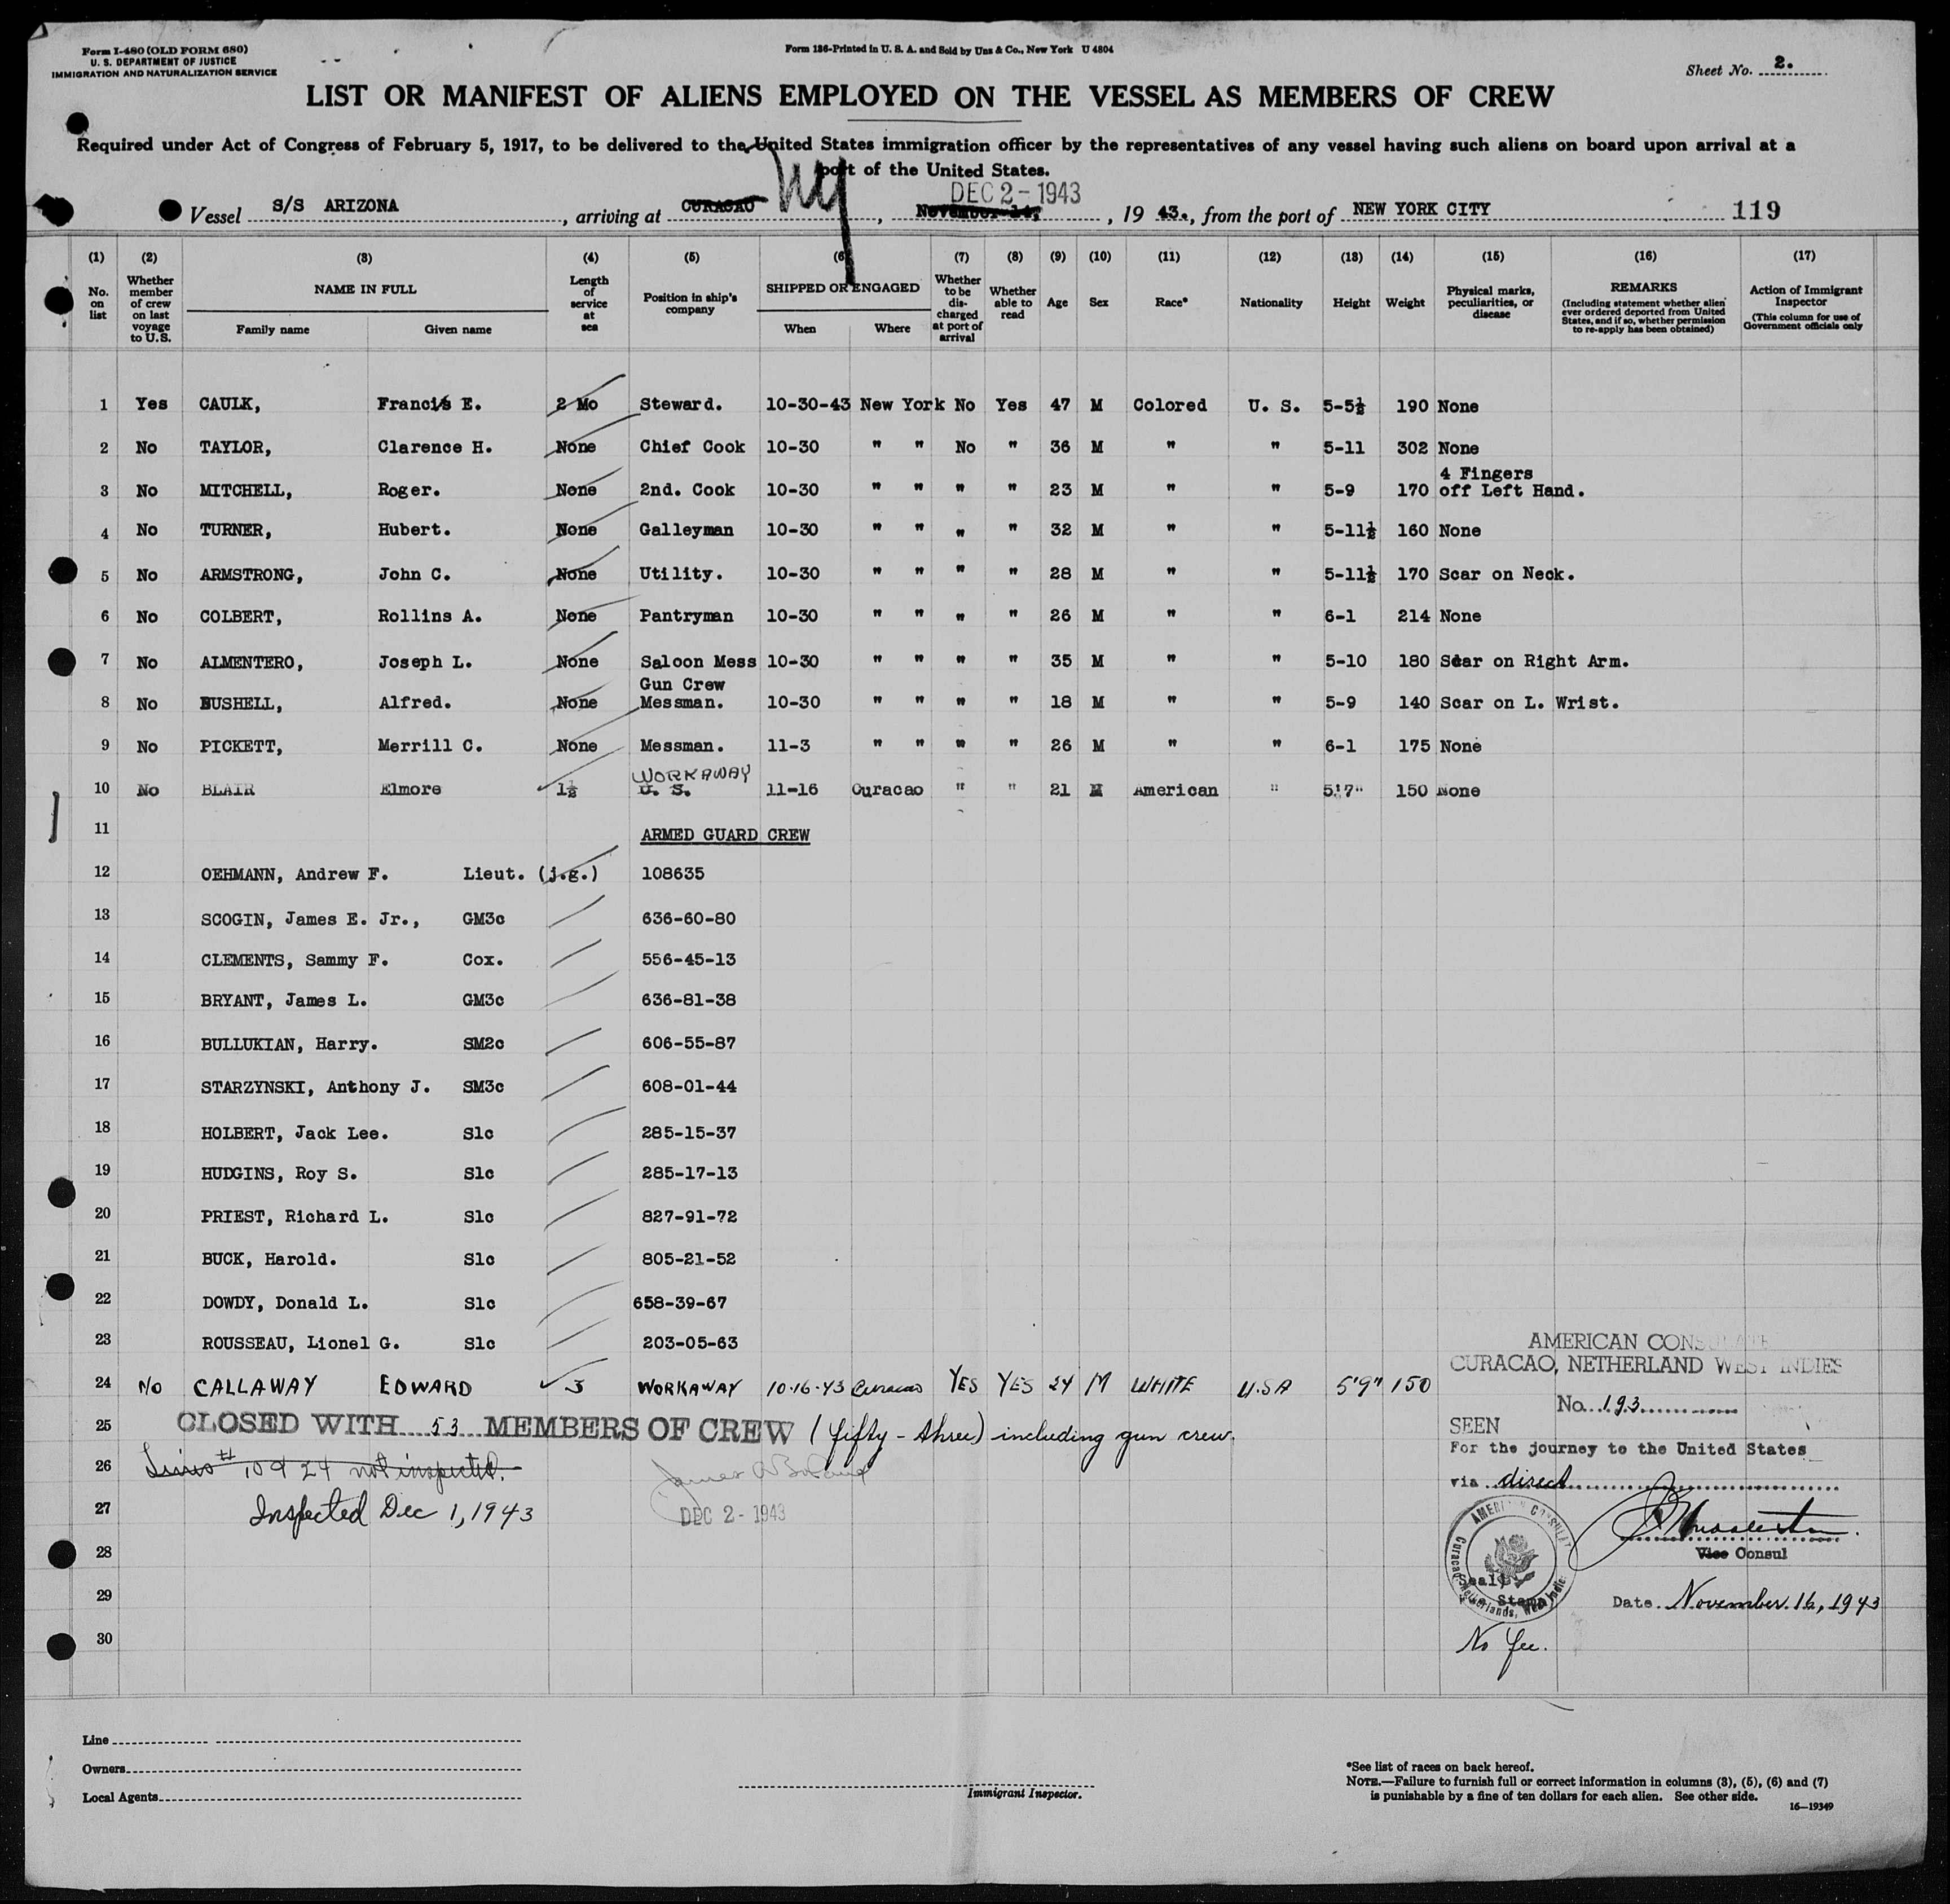 Form I-480 (OLD FORM 680)
U. S. DEPARTMENT OF JUSTICE
IMMIGRATION AND NATURALIZATION SERVICE
Form 136-Printed in U. S. A. and Sold by Unz & Co., New York U 4804
Sheet No. 2.
LIST OR MANIFEST OF ALIENS EMPLOYED ON THE VESSEL AS MEMBERS OF CREW
Required under Act of Congress of February 5, 1917, to be delivered to the United States immigration officer by the representatives of any vessel having such aliens on board upon arrival at a
port of the United States.
NY
DEC 2 - 1943
Vessel S/S ARIZONA, arriving at CURACAO, November 14, 1943., from the port of NEW YORK CITY 119
(1) (2) (3) (4) (5) (6) (7) (8) (9) (10) (11) (12) (13) (14) (15) (16) (17)
No. on list
Whether member of crew on last voyage to U.S.
NAME IN FULL
Family name Given name
Length of service at sea
Position in ship's company
SHIPPED OR ENGAGED
When Where
Whether to be discharged at port of arrival
Whether able to read
Age
Sex
Race*
Nationality
Height
Weight
Physical marks, peculiarities, or disease
REMARKS
(Including statement whether alien ever ordered deported from United States, and if so, whether permission to re-apply has been obtained)
Action of Immigrant Inspector
(This column for use of Government officials only
1 Yes CAULK, Francis E. 2 Mo Steward. 10-30-43 New York No Yes 47 M Colored U. S. 5-5½ 190 None
2 No TAYLOR, Clarence H. None Chief Cook 10-30 " " No " 36 M " " 5-11 302 None
4 Fingers
3 No MITCHELL, Roger. None 2nd. Cook 10-30 " " " " 23 M " " 5-9 170 off Left Hand.
4 No TURNER, Hubert. None Galleyman 10-30 " " " " 32 M " " 5-11½ 160 None
5 No ARMSTRONG, John C. None Utility. 10-30 " " " " 28 M " " 5-11½ 170 Scar on Neck.
6 No COLBERT, Rollins A. None Pantryman 10-30 " " " " 26 M " " 6-1 214 None
7 No ALMENTERO, Joseph L. None Saloon Mess 10-30 " " " " 35 M " " 5-10 180 Scar on Right Arm.
Gun Crew
8 No BUSHELL, Alfred. None Messman. 10-30 " " " " 18 M " " 5-9 140 Scar on L. Wrist.
9 No PICKETT, Merrill C. None Messman. 11-3 " " " " 26 M " " 6-1 175 None
WORKAWAY
10 No BLAIR Elmore 1½ U. S. 11-16 Curacao " " 21 M American " 5'7" 150 None
11 ARMED GUARD CREW
12 OEHMANN, Andrew F. Lieut. (j.g.) 108635
13 SCOGIN, James E. Jr., GM3c 636-60-80
14 CLEMENTS, Sammy F. Cox. 556-45-13
15 BRYANT, James L. GM3c 636-81-38
16 BULLUKIAN, Harry. SM2c 606-55-87
17 STARZYNSKI, Anthony J. SM3c 608-01-44
18 HOLBERT, Jack Lee. S1c 285-15-37
19 HUDGINS, Roy S. S1c 285-17-13
20 PRIEST, Richard L. S1c 827-91-72
21 BUCK, Harold. S1c 805-21-52
22 DOWDY, Donald L. S1c 658-39-67
23 ROUSSEAU, Lionel G. S1c 203-05-63
24 No CALLAWAY EDWARD 3 WORKAWAY 10-16-43 Curacao YES YES 24 M WHITE U.S.A 5'9" 150
25 CLOSED WITH 53 MEMBERS OF CREW (fifty-three) including gun crew.
26 Lines # 10 & 24 not inspected.
27 Inspected Dec 1, 1943
DEC 2 - 1943
28
29
30
AMERICAN CONSULATE
CURACAO, NETHERLAND WEST INDIES
No. 193
SEEN
For the journey to the United States
via direct
Vice Consul
AMERICAN CONSULATE
Curacao, Netherlands, West Indie
Seal
Stamp
Date. November 16, 1943
No fee.
Line
Owners
Local Agents
Immigrant Inspector.
*See list of races on back hereof.
NOTE.—Failure to furnish full or correct information in columns (3), (5), (6) and (7)
is punishable by a fine of ten dollars for each alien. See other side.
16—19349